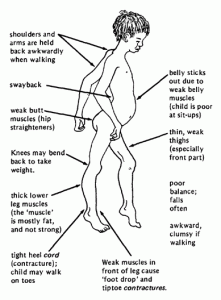 shoulders and
arms are held
back awkwardly
when walking
swayback
weak butt
muscles (hip
straighteners)
Knees may bend
back to take
weight.
thick lower
leg muscles
(the 'muscle'
is mostly fat,
and not strong)
tight heel cord
(contracture);
child may walk
on toes
belly sticks
out due to
weak belly
muscles
(child is poor
at sit-ups)
thin, weak
thighs
(especially
front part)
poor
balance;
falls
often
awkward,
clumsy if
walking
Weak muscles in
front of leg cause
'foot drop' and
tiptoe contractures.